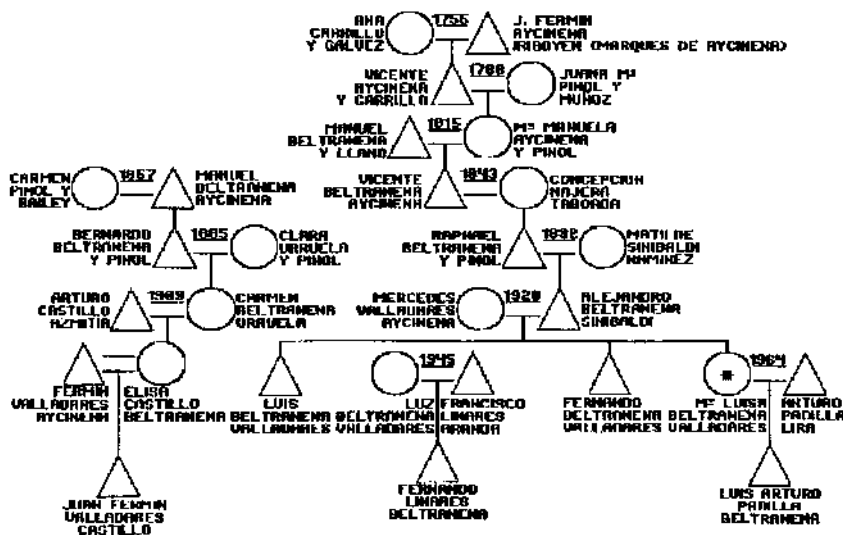 ANA
CARRILLO
Y GALVEZ
1755
J. FERMIN
AYCINENA
IRIGOYEN (MARQUES DE AYCINENA)
VICENTE
AYCINENA
Y CARRILLO
1788
JUANA Mª
PIÑOL Y
MUÑOZ
MANUEL
BELTRANENA
Y LLANO
1815
Mª MANUELA
AYCINENA
Y PIÑOL
CARMEN
PIÑOL Y
BAILEY
1857
MANUEL
BELTRANENA
AYCINENA
VICENTE
BELTRANENA
AYCINENA
1843
CONCEPCION
NAJERA
TABOADA
BERNARDO
BELTRANENA
Y PIÑOL
1885
CLARA
URRUELA
Y PIÑOL
RAPHAEL
BELTRANENA
Y PIÑOL
MATILDE
SINIBALDI
RAMIREZ
ARTURO
CASTILLO
AZMITIA
1909
CARMEN
BELTRANENA
URRUELA
MERCEDES
VALLADARES
AYCINENA
1920
ALEJANDRO
BELTRANENA
SINIBALDI
FERMIN
VALLADARES
AYCINENA
ELISA
CASTILLO
BELTRANENA
LUIS
BELTRANENA
VALLADARES
LUZ
BELTRANENA
VALLADARES
1945
FRANCISCO
LINARES
ARANDA
FERNANDO
BELTRANENA
VALLADARES
Mª LUISA
BELTRANENA
VALLADARES
1964
ARTURO
PADILLA
LIRA
JUAN FERMIN
VALLADARES
CASTILLO
FERNANDO
LINARES
BELTRANENA
LUIS ARTURO
PADILLA
BELTRANENA